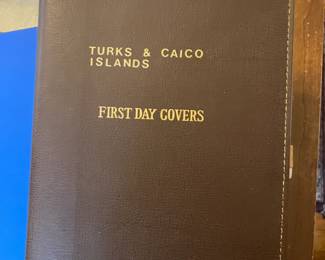 TURKS & CAICO
ISLANDS
FIRST DAY COVERS